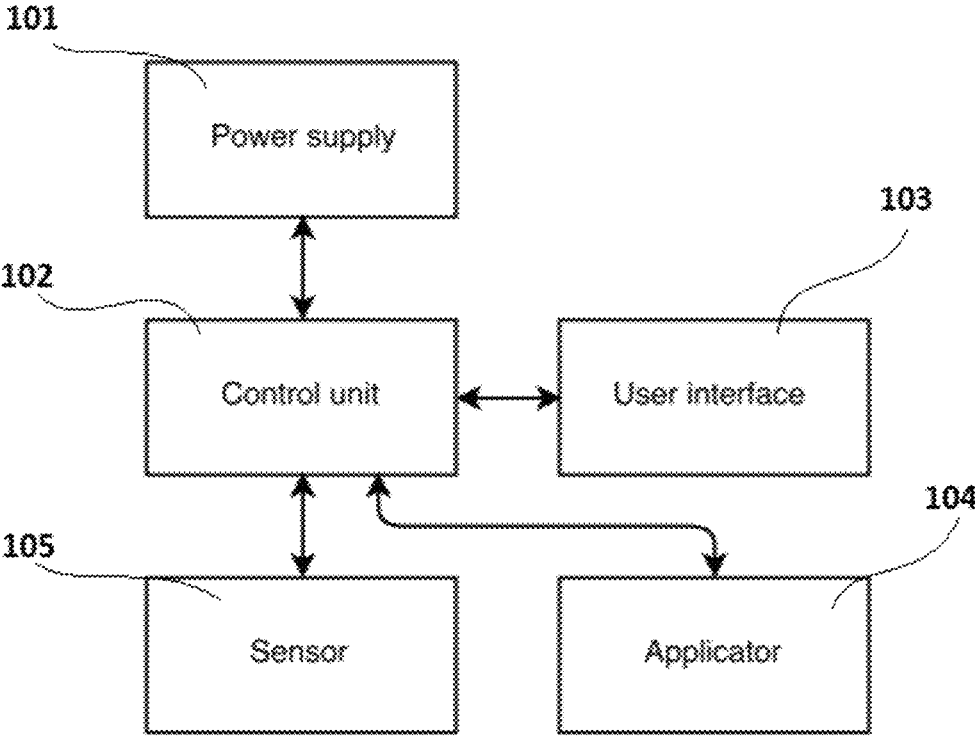 101
Power supply
103
102
Control unit
User interface
104
105
Sensor
Applicator